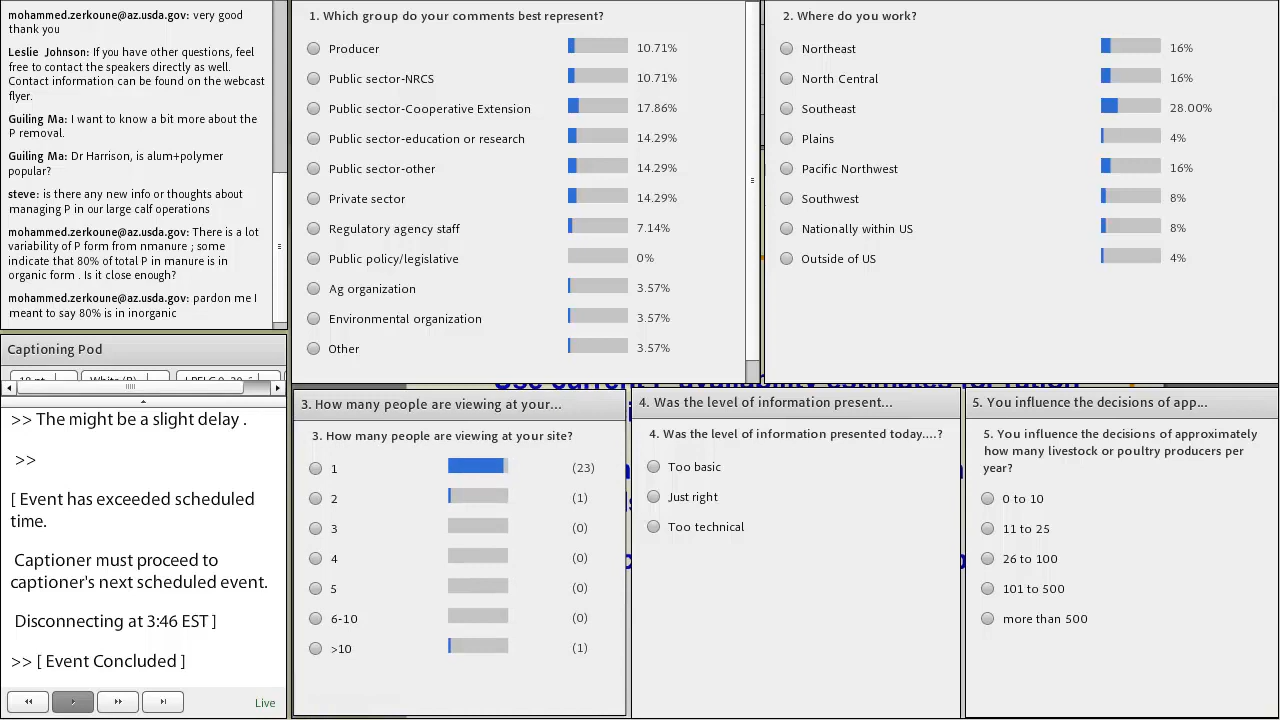 mohammed.zerkoune@az.usda.gov: very good
thank you
Leslie Johnson: If you have other questions, feel
free to contact the speakers directly as well.
Contact information can be found on the webcast
flyer.
Guiling Ma: I want to know a bit more about the
P removal.
Guiling Ma: Dr Harrison, is alum+polymer
popular?
steve: is there any new info or thoughts about
managing P in our large calf operations
mohammed.zerkoune@az.usda.gov: There is a lot
variability of P form from nmanure ; some
indicate that 80% of total P in manure is in
organic form . Is it close enough?
mohammed.zerkoune@az.usda.gov: pardon me I
meant to say 80% is in inorganic
Captioning Pod
>> The might be a slight delay .
>>
[ Event has exceeded scheduled
time.
Captioner must proceed to
captioner's next scheduled event.
Disconnecting at 3:46 EST ]
>> [ Event Concluded ]
Live
1. Which group do your comments best represent?
Producer 10.71%
Public sector-NRCS 10.71%
Public sector-Cooperative Extension 17.86%
Public sector-education or research 14.29%
Public sector-other 14.29%
Private sector 14.29%
Regulatory agency staff 7.14%
Public policy/legislative 0%
Ag organization 3.57%
Environmental organization 3.57%
Other 3.57%
2. Where do you work?
Northeast 16%
North Central 16%
Southeast 28.00%
Plains 4%
Pacific Northwest 16%
Southwest 8%
Nationally within US 8%
Outside of US 4%
3. How many people are viewing at your...
3. How many people are viewing at your site?
1 (23)
2 (1)
3 (0)
4 (0)
5 (0)
6-10 (0)
>10 (1)
4. Was the level of information present...
4. Was the level of information presented today....?
Too basic
Just right
Too technical
5. You influence the decisions of app...
5. You influence the decisions of approximately
how many livestock or poultry producers per
year?
0 to 10
11 to 25
26 to 100
101 to 500
more than 500